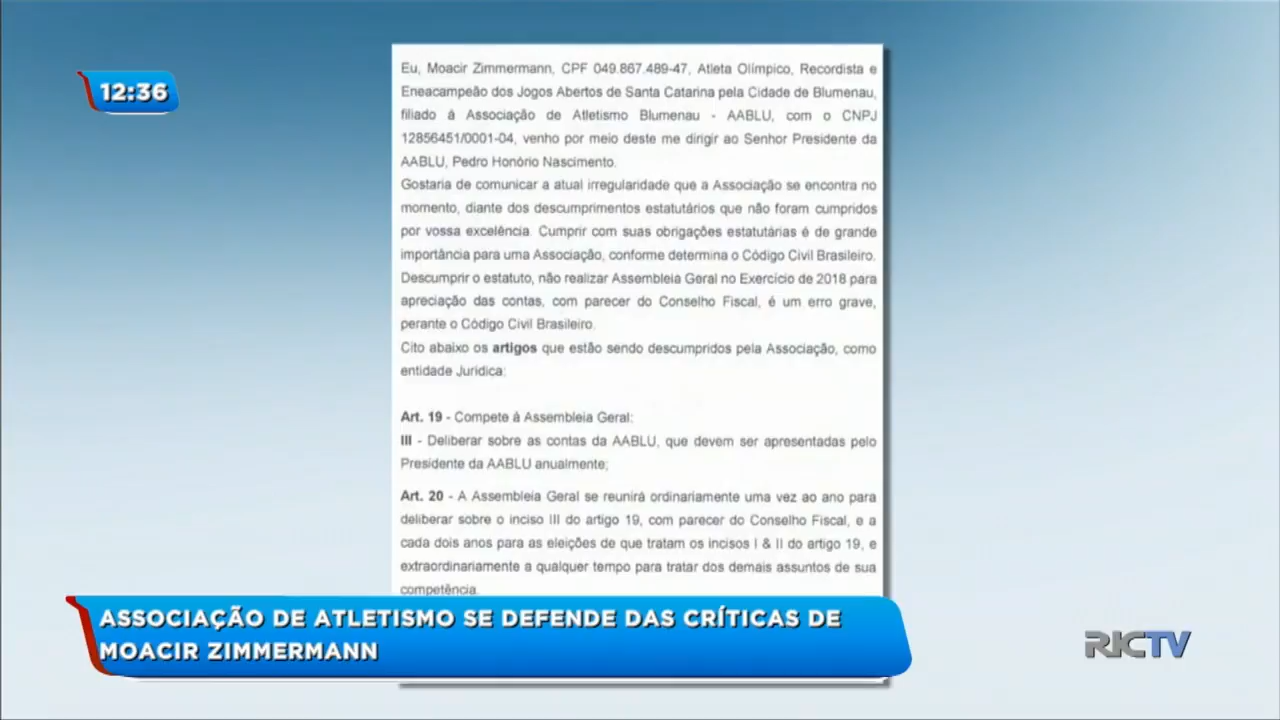 12:36
Eu, Moacir Zimmermann, CPF 049.867.489-47, Atleta Olímpico, Recordista e
Eneacampeão dos Jogos Abertos de Santa Catarina pela Cidade de Blumenau,
filiado á Associação de Atletismo Blumenau - AABLU, com o CNPJ
12856451/0001-04, venho por meio deste me dirigir ao Senhor Presidente da
AABLU, Pedro Honório Nascimento.
Gostaria de comunicar a atual irregularidade que a Associação se encontra no
momento, diante dos descumprimentos estatutários que não foram cumpridos
por vossa excelência. Cumprir com suas obrigações estatutárias é de grande
importância para uma Associação, conforme determina o Código Civil Brasileiro.
Descumprir o estatuto, não realizar Assembleia Geral no Exercício de 2018 para
apreciação das contas, com parecer do Conselho Fiscal, é um erro grave,
perante o Código Civil Brasileiro.
Cito abaixo os artigos que estão sendo descumpridos pela Associação, como
entidade Jurídica:
Art. 19 - Compete á Assembleia Geral:
III - Deliberar sobre as contas da AABLU, que devem ser apresentadas pelo
Presidente da AABLU anualmente;
Art. 20 - A Assembleia Geral se reunirá ordinariamente uma vez ao ano para
deliberar sobre o inciso III do artigo 19, com parecer do Conselho Fiscal, e a
cada dois anos para as eleições de que tratam os incisos I & II do artigo 19, e
extraordinariamente a qualquer tempo para tratar dos demais assuntos de sua
competência.
ASSOCIAÇÃO DE ATLETISMO SE DEFENDE DAS CRÍTICAS DE
MOACIR ZIMMERMANN
RICTV